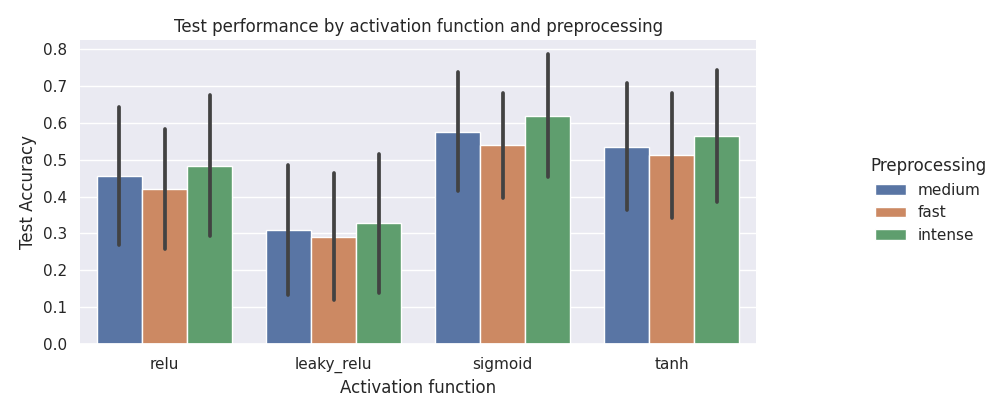 Test performance by activation function and preprocessing
0.8
0.7
0.6
0.5
0.4
0.3
0.2
0.1
0.0
Test Accuracy
relu
leaky_relu
sigmoid
tanh
Activation function
Preprocessing
medium
fast
intense